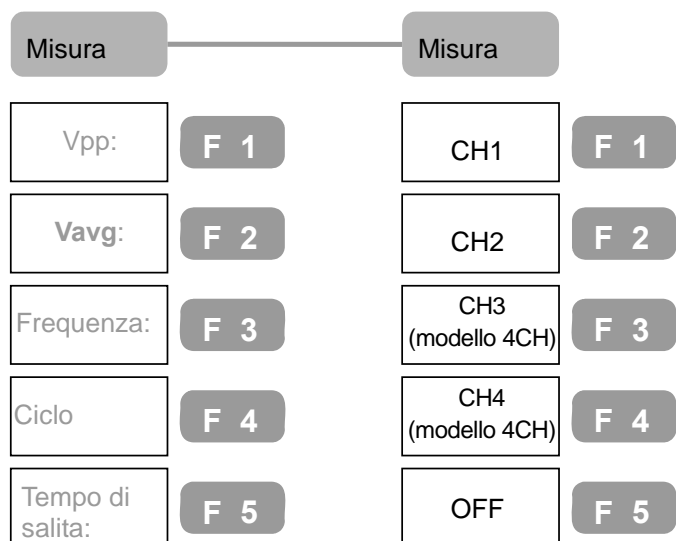 Misura
Misura
Vpp:
F 1
CH1
F 1
Vavg:
F 2
CH2
F 2
Frequenza:
F 3
CH3
(modello 4CH)
F 3
Ciclo
F 4
CH4
(modello 4CH)
F 4
Tempo di
salita:
F 5
OFF
F 5